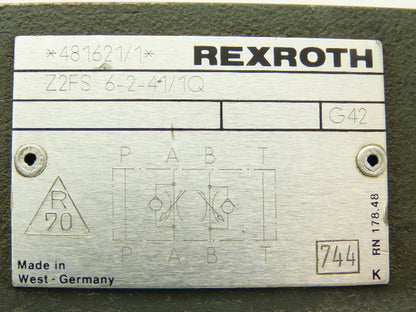 *481621/1* REXROTH
Z2FS 6-2-41/1Q
G42
P A B T
R
70
P A B T
744
RN 178.48
K
Made in
West-Germany